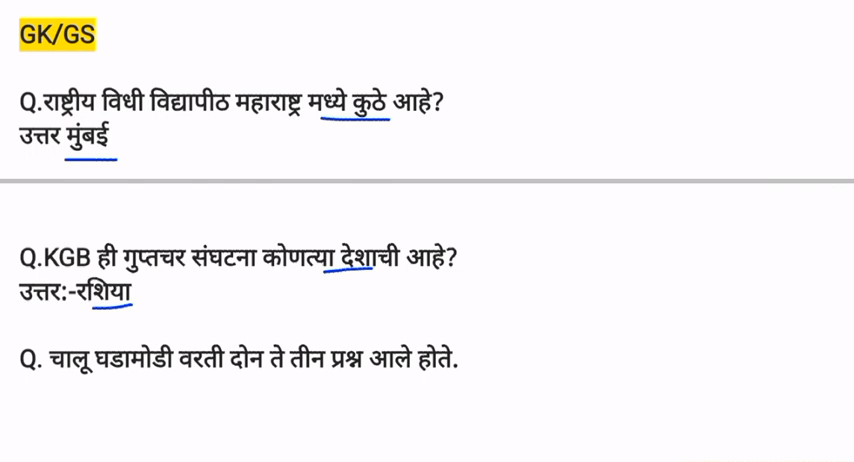 GK/GS
Q.राष्ट्रीय विधी विद्यापीठ महाराष्ट्र मध्ये कुठे आहे?
उत्तर मुंबई
Q.KGB ही गुप्तचर संघटना कोणत्या देशाची आहे?
उत्तर:-रशिया
Q. चालू घडामोडी वरती दोन ते तीन प्रश्न आले होते.